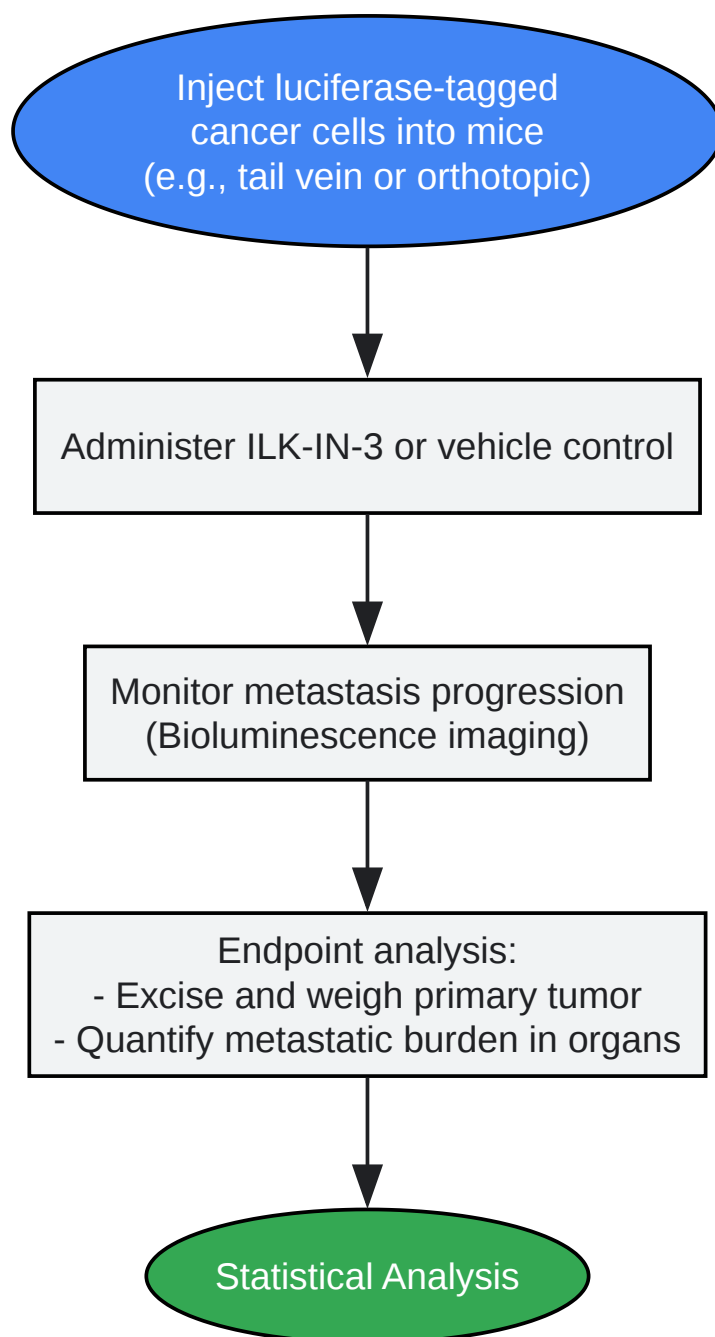 Inject luciferase-tagged
cancer cells into mice
(e.g., tail vein or orthotopic)
Administer ILK-IN-3 or vehicle control
Monitor metastasis progression
(Bioluminescence imaging)
Endpoint analysis:
- Excise and weigh primary tumor
- Quantify metastatic burden in organs
Statistical Analysis